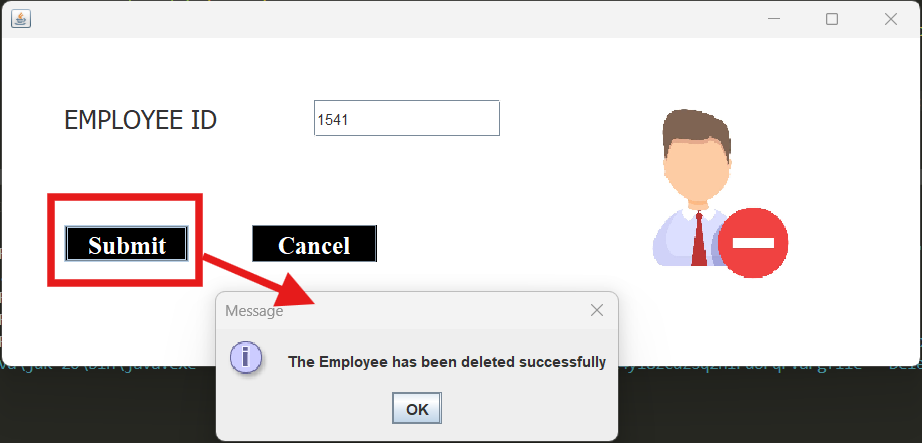 EMPLOYEE ID
1541
Submit
Cancel
Message
i
The Employee has been deleted successfully
OK